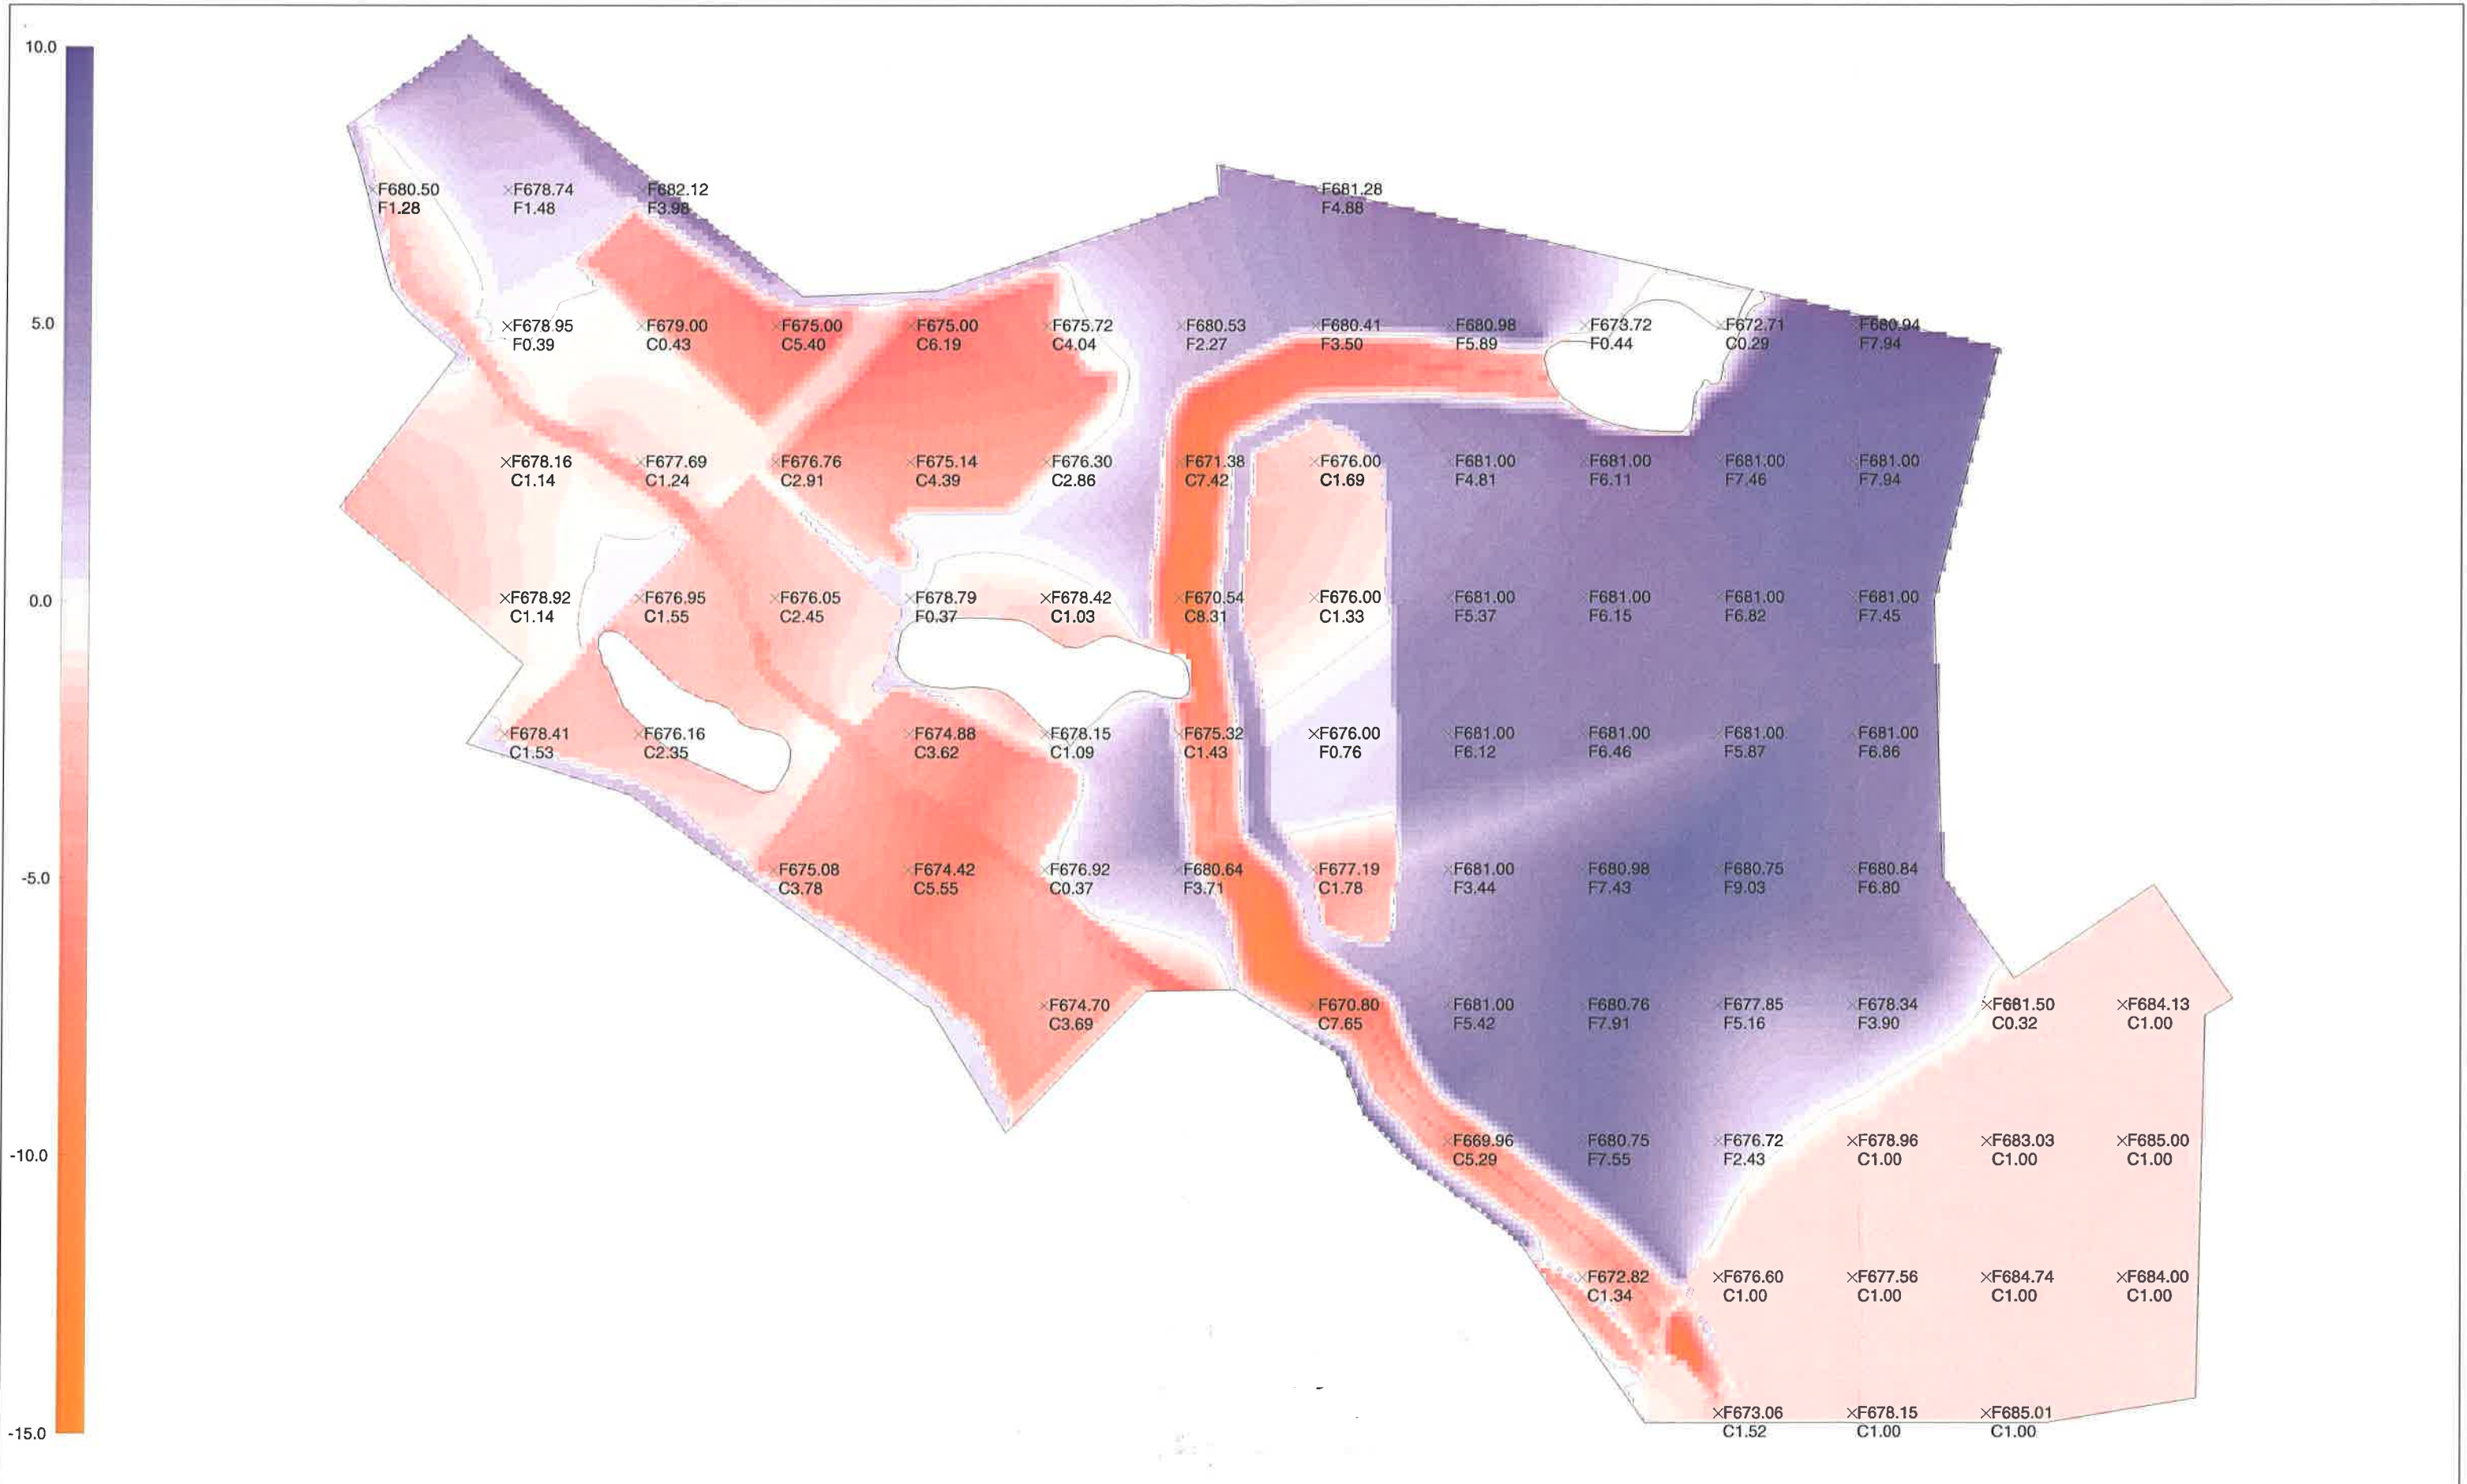 10.0
5.0
0.0
-5.0
-10.0
-15.0
×F680.50 ×F678.74 ×F682.12 ×F681.28
F1.28 F1.48 F3.98 F4.88
×F678.95 ×F679.00 ×F675.00 ×F675.00 ×F675.72 ×F680.53 ×F680.41 ×F680.98 ×F673.72 ×F672.71 ×F680.94
F0.39 C0.43 C5.40 C6.19 C4.04 F2.27 F3.50 F5.89 F0.44 C0.29 F7.94
×F678.16 ×F677.69 ×F676.76 ×F675.14 ×F676.30 ×F671.38 ×F676.00 ×F681.00 ×F681.00 ×F681.00 ×F681.00
C1.14 C1.24 C2.91 C4.39 C2.86 C7.42 C1.69 F4.81 F6.11 F7.46 F7.94
×F678.92 ×F676.95 ×F676.05 ×F678.79 ×F678.42 ×F670.54 ×F676.00 ×F681.00 ×F681.00 ×F681.00 ×F681.00
C1.14 C1.55 C2.45 F0.37 C1.03 C8.31 C1.33 F5.37 F6.15 F6.82 F7.45
×F678.41 ×F676.16 ×F674.88 ×F678.15 ×F675.32 ×F676.00 ×F681.00 ×F681.00 ×F681.00 ×F681.00
C1.53 C2.35 C3.62 C1.09 C1.43 F0.76 F6.12 F6.46 F5.87 F6.86
×F675.08 ×F674.42 ×F676.92 ×F680.64 ×F677.19 ×F681.00 ×F680.98 ×F680.75 ×F680.84
C3.78 C5.55 C0.37 F3.71 C1.78 F3.44 F7.43 F9.03 F6.80
×F674.70 ×F670.80 ×F681.00 ×F680.76 ×F677.85 ×F678.34 ×F681.50 ×F684.13
C3.69 C7.65 F5.42 F7.91 F5.16 F3.90 C0.32 C1.00
×F669.96 ×F680.75 ×F676.72 ×F678.96 ×F683.03 ×F685.00
C5.29 F7.55 F2.43 C1.00 C1.00 C1.00
×F672.82 ×F676.60 ×F677.56 ×F684.74 ×F684.00
C1.34 C1.00 C1.00 C1.00 C1.00
×F673.06 ×F678.15 ×F685.01
C1.52 C1.00 C1.00